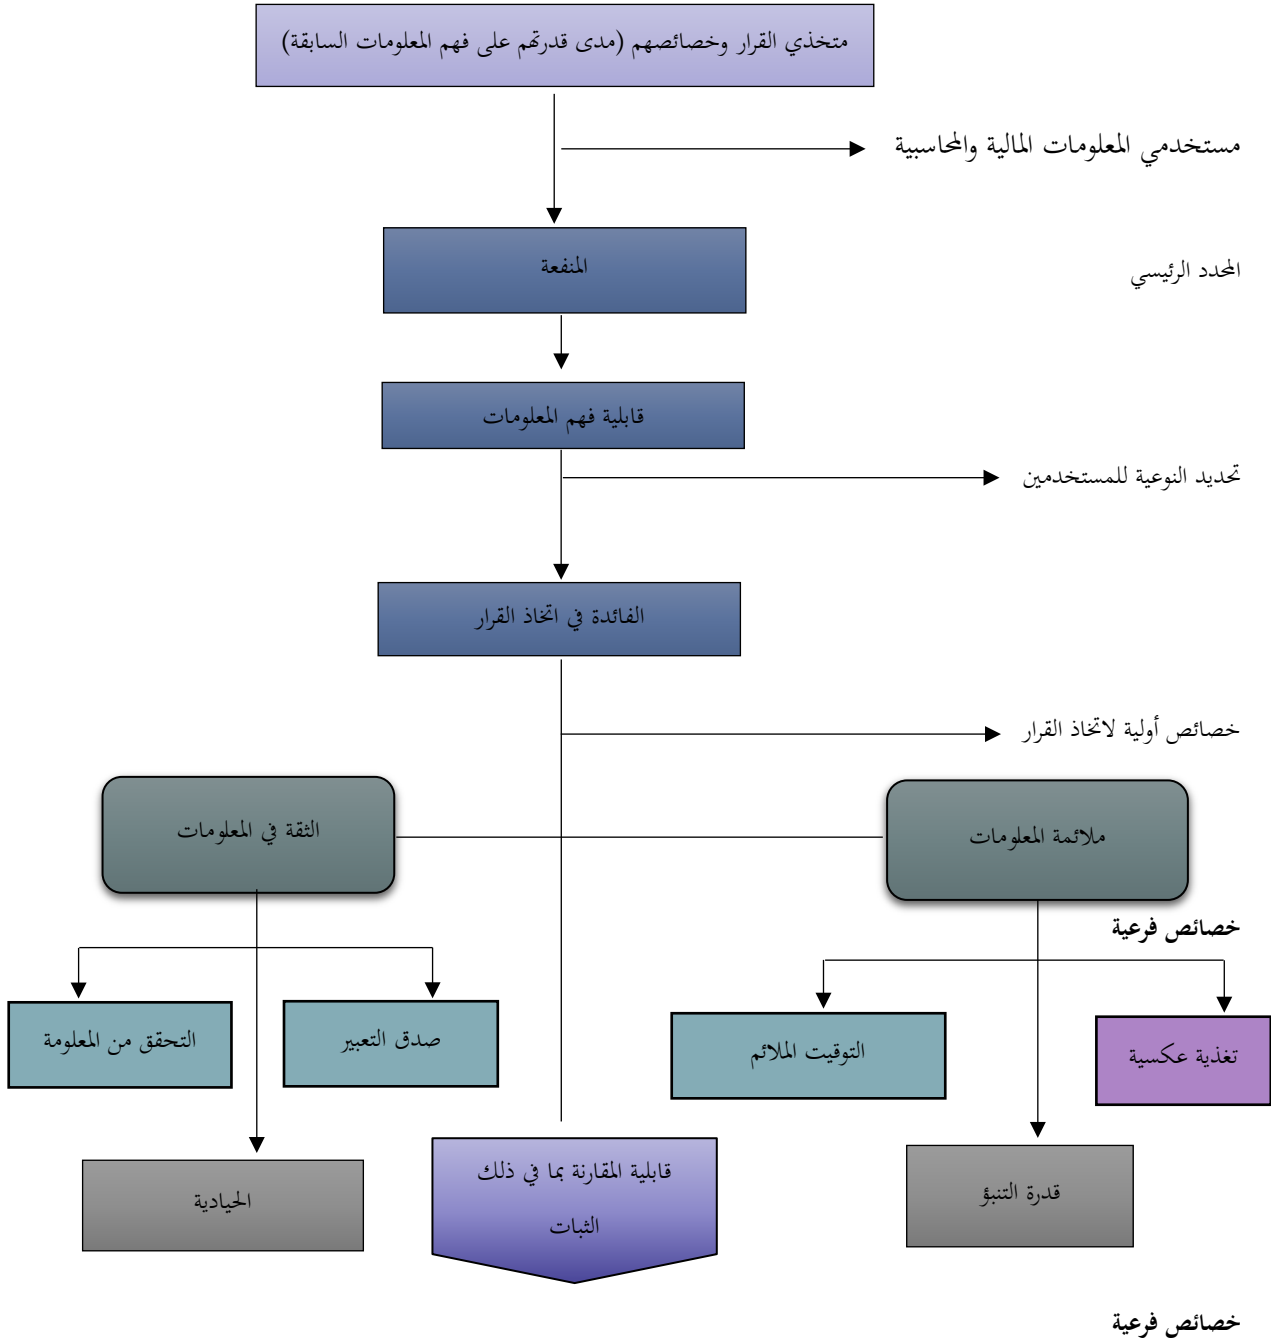 متخذي القرار وخصائصهم (مدى قدرتهم على فهم المعلومات السابقة)
مستخدمي المعلومات المالية والمحاسبية
المحدد الرئيسي
المنفعة
قابلية فهم المعلومات
تحديد النوعية للمستخدمين
الفائدة في اتخاذ القرار
خصائص أولية لاتخاذ القرار
ملائمة المعلومات
الثقة في المعلومات
خصائص فرعية
تغذية عكسية
التوقيت الملائم
صدق التعبير
التحقق من المعلومة
قدرة التنبؤ
قابلية المقارنة بما في ذلك
الثبات
الحيادية
خصائص فرعية